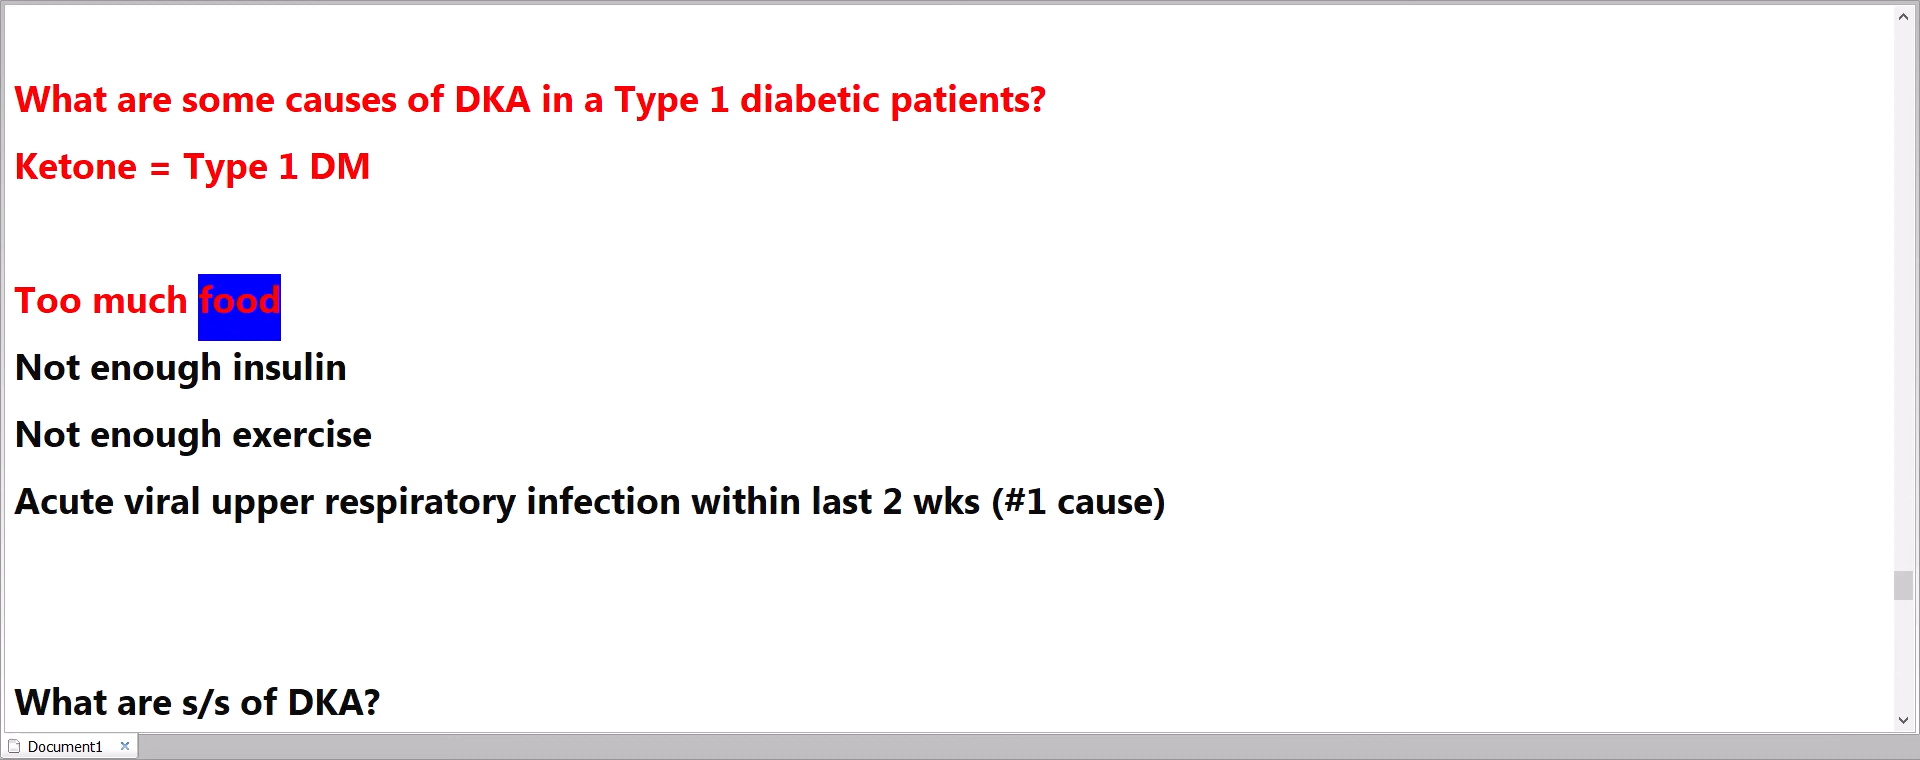 What are some causes of DKA in a Type 1 diabetic patients?
Ketone = Type 1 DM
Too much food
Not enough insulin
Not enough exercise
Acute viral upper respiratory infection within last 2 wks (#1 cause)
What are s/s of DKA?
Document1